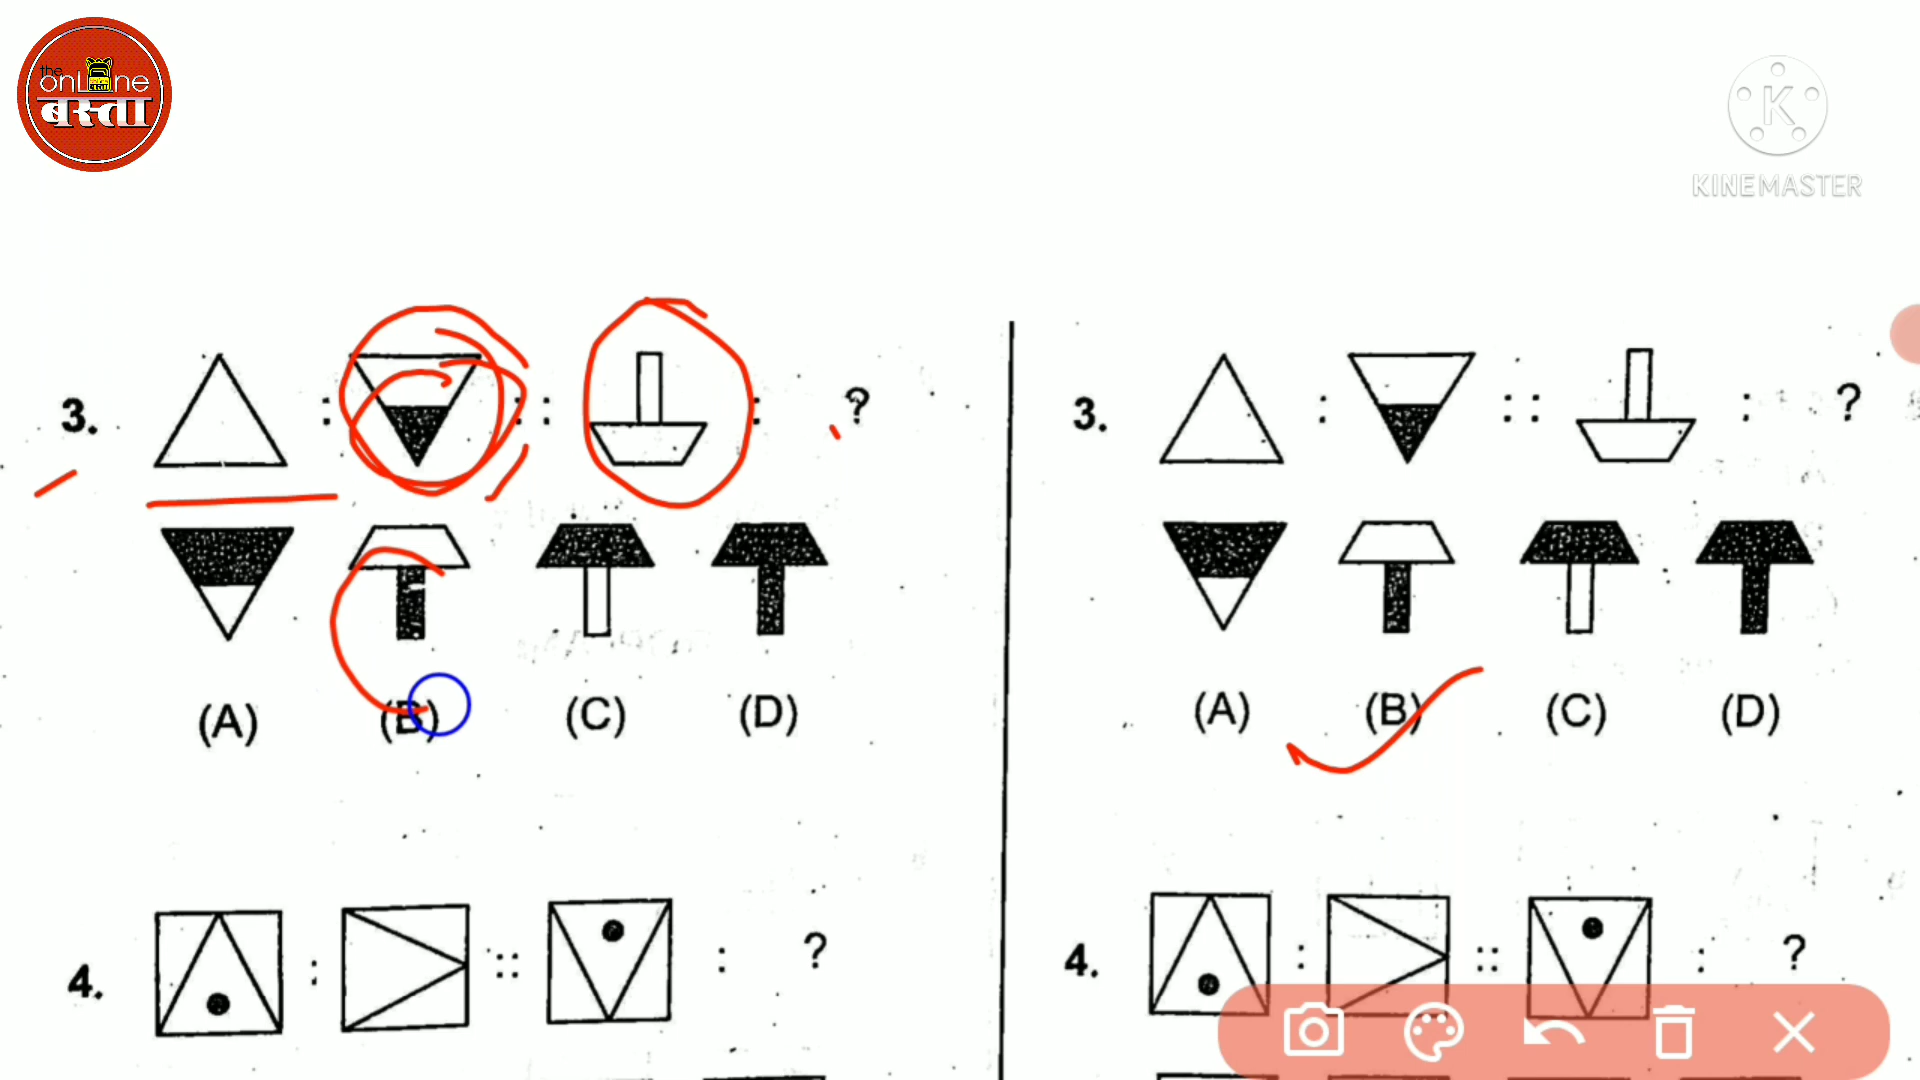 the
onLine
बस्ता
K
KINEMASTER
3. : :: : ?
(A) (B) (C) (D)
4. : :: : ?
3. : :: : ?
(A) (B) (C) (D)
4. : :: : ?